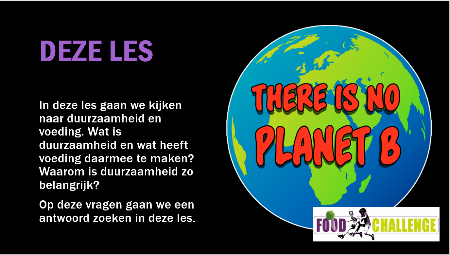 DEZE LES
In deze les gaan we kijken
naar duurzaamheid en
voeding. Wat is
duurzaamheid en wat heeft
voeding daarmee te maken?
Waarom is duurzaamheid zo
belangrijk?
Op deze vragen gaan we een
antwoord zoeken in deze les.
THERE IS NO
PLANET B
FOOD CHALLENGE